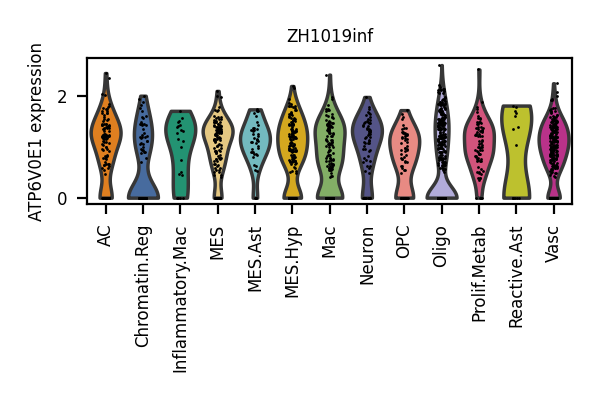 ZH1019inf
ATP6V0E1 expression
2
0
AC
Chromatin.Reg
Inflammatory.Mac
MES
MES.Ast
MES.Hyp
Mac
Neuron
OPC
Oligo
Prolif.Metab
Reactive.Ast
Vasc